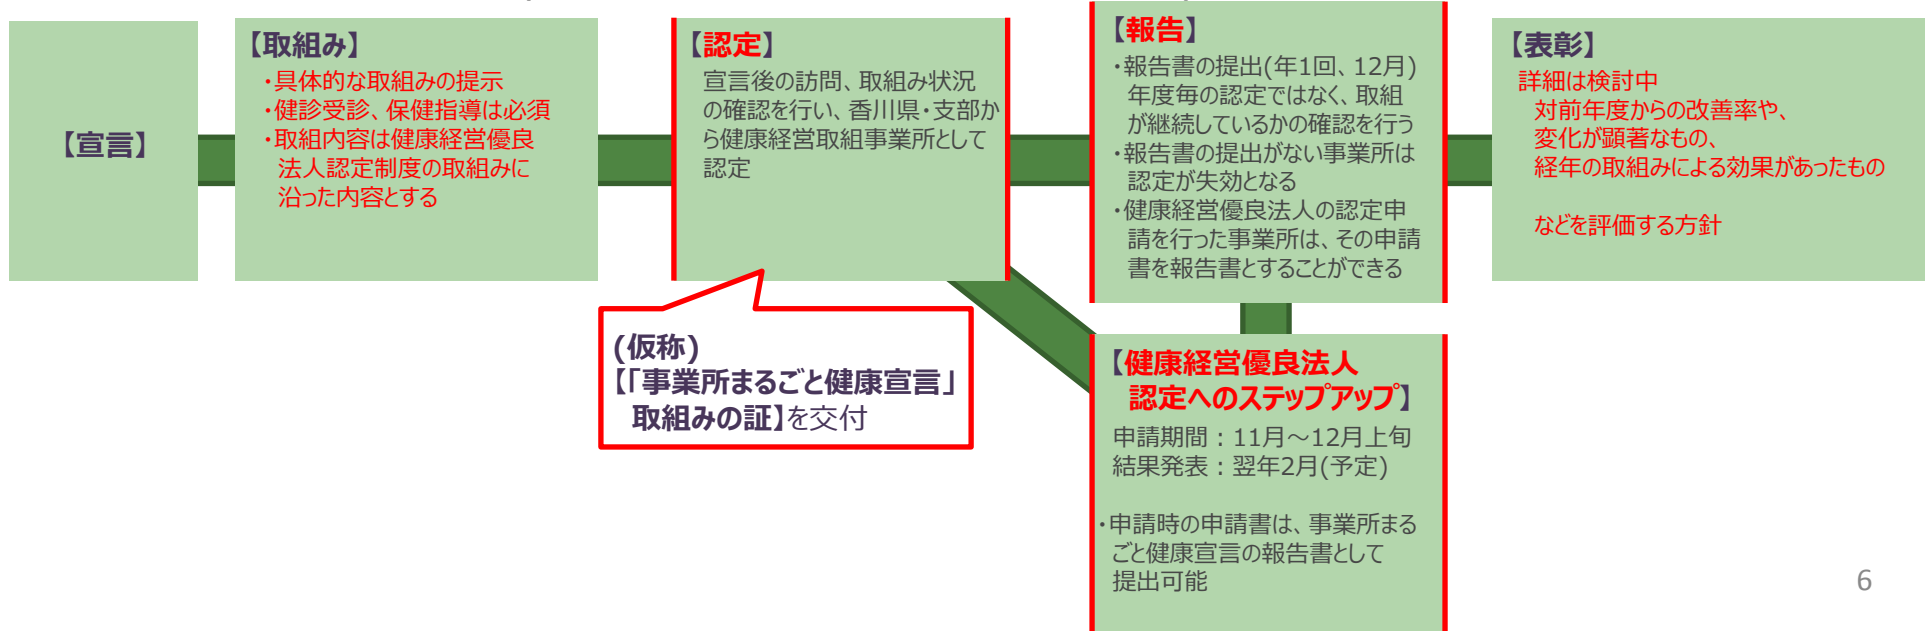 【宣言】
【取組み】
・具体的な取組みの提示
・健診受診、保健指導は必須
・取組内容は健康経営優良
法人認定制度の取組みに
沿った内容とする
【認定】
宣言後の訪問、取組み状況
の確認を行い、香川県・支部か
ら健康経営取組事業所として
認定
(仮称)
【「事業所まるごと健康宣言」
取組みの証】を交付
【報告】
・報告書の提出(年1回、12月)
年度毎の認定ではなく、取組
が継続しているかの確認を行う
・報告書の提出がない事業所は
認定が失効となる
・健康経営優良法人の認定申
請を行った事業所は、その申請
書を報告書とすることができる
【健康経営優良法人
認定へのステップアップ】
申請期間：11月～12月上旬
結果発表：翌年2月(予定)
・申請時の申請書は、事業所まる
ごと健康宣言の報告書として
提出可能
【表彰】
詳細は検討中
対前年度からの改善率や、
変化が顕著なもの、
経年の取組みによる効果があったもの
などを評価する方針
6